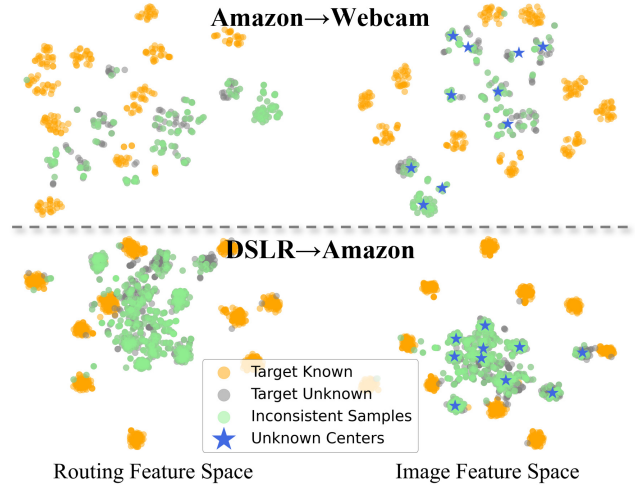 Amazon→Webcam
DSLR→Amazon
Target Known
Target Unknown
Inconsistent Samples
Unknown Centers
Routing Feature Space
Image Feature Space